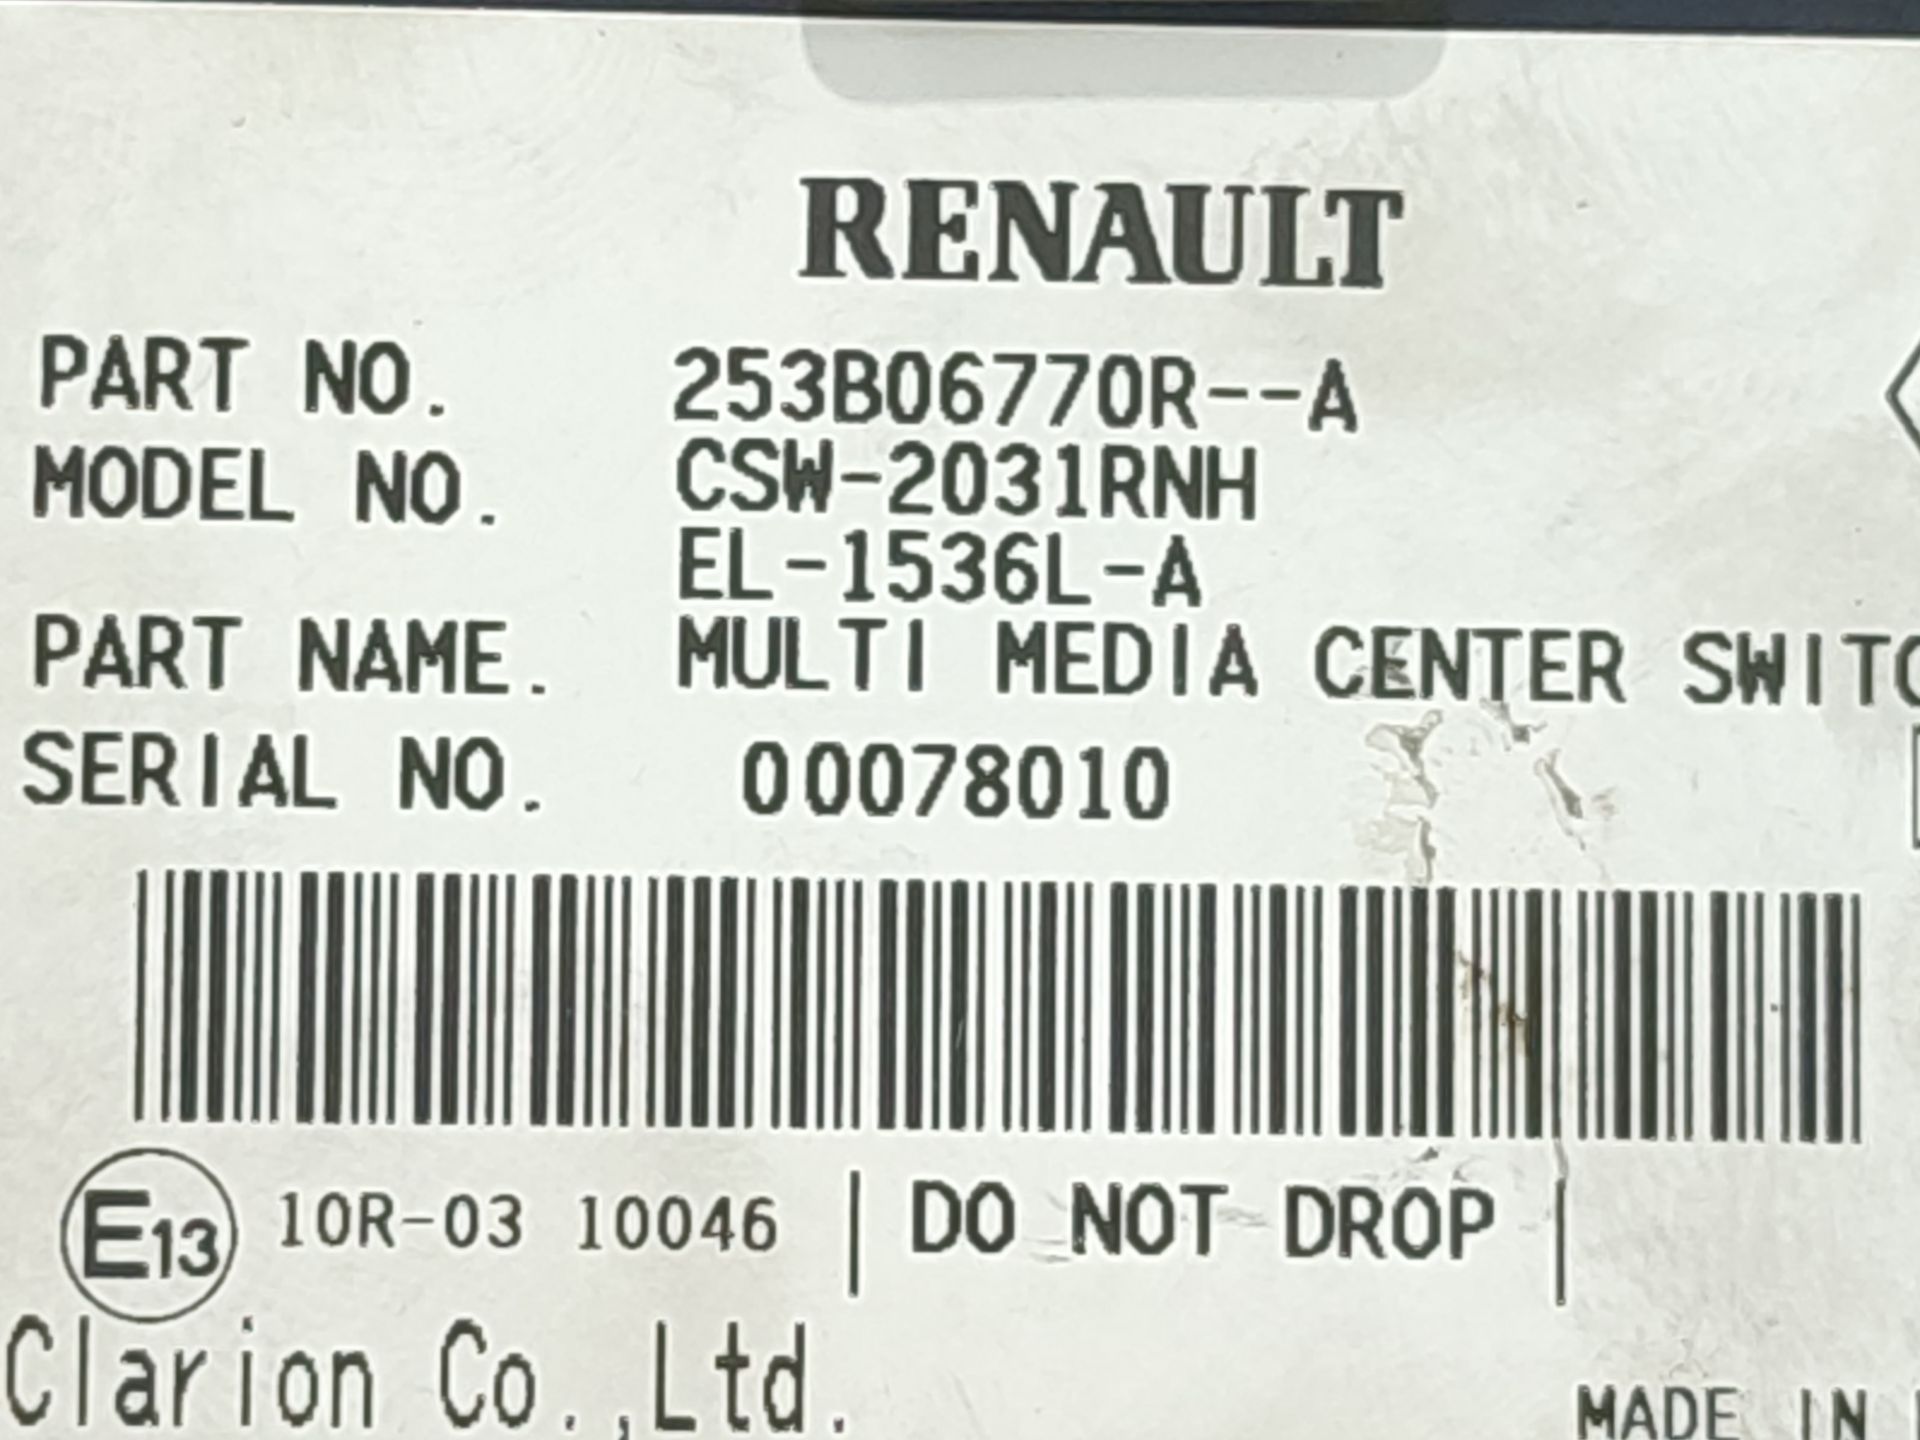 RENAULT
PART NO. 253B06770R--A
MODEL NO. CSW-2031RNH
EL-1536L-A
PART NAME. MULTI MEDIA CENTER SWITC
SERIAL NO. 00078010
E13 10R-03 10046 | DO NOT DROP |
Clarion Co.,Ltd.
MADE IN